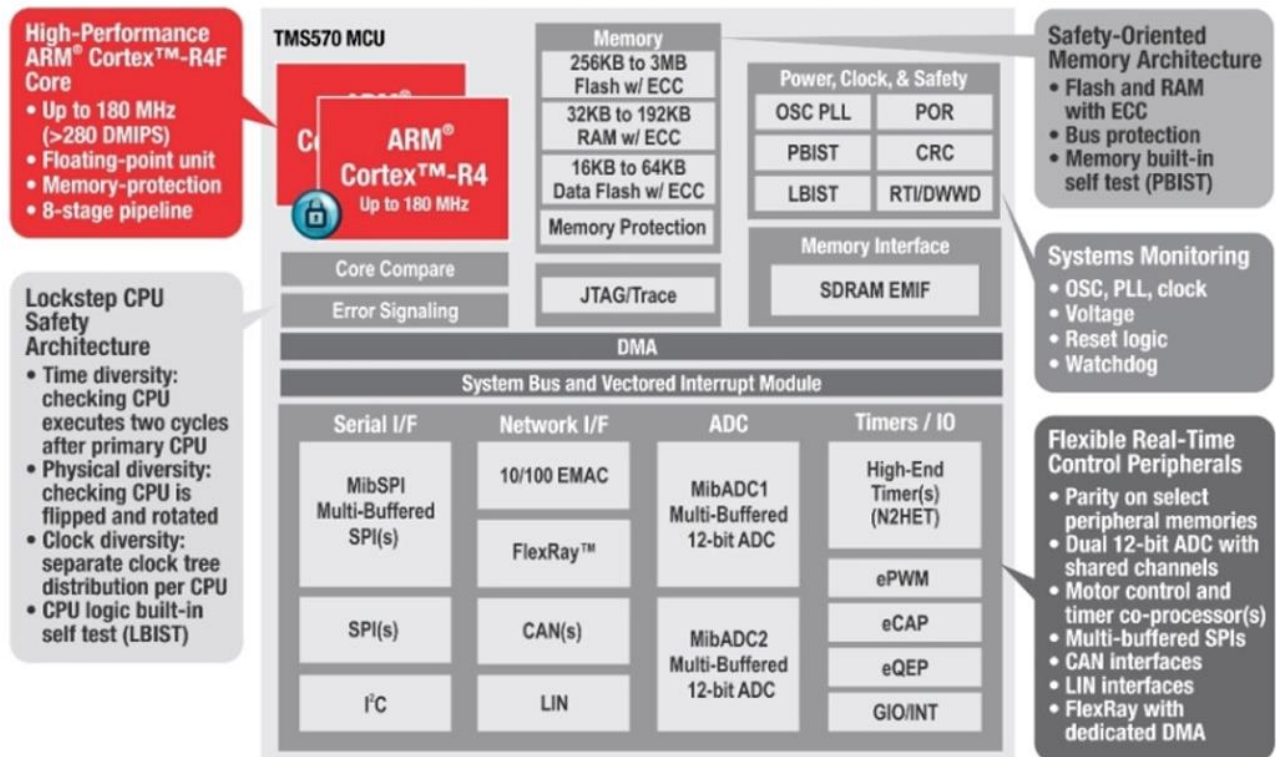 High-Performance
ARM® Cortex™-R4F
Core
• Up to 180 MHz
(>280 DMIPS)
• Floating-point unit
• Memory-protection
• 8-stage pipeline
Lockstep CPU
Safety
Architecture
• Time diversity:
checking CPU
executes two cycles
after primary CPU
• Physical diversity:
checking CPU is
flipped and rotated
• Clock diversity:
separate clock tree
distribution per CPU
• CPU logic built-in
self test (LBIST)
TMS570 MCU
ARM®
Cortex™-R4
Up to 180 MHz
Core Compare
Error Signaling
Memory
256KB to 3MB
Flash w/ ECC
32KB to 192KB
RAM w/ ECC
16KB to 64KB
Data Flash w/ ECC
Memory Protection
JTAG/Trace
Power, Clock, & Safety
OSC PLL
POR
PBIST
CRC
LBIST
RTI/DWWD
Memory Interface
SDRAM EMIF
DMA
System Bus and Vectored Interrupt Module
Serial I/F
MibSPI
Multi-Buffered
SPI(s)
SPI(s)
I²C
Network I/F
10/100 EMAC
FlexRay™
CAN(s)
LIN
ADC
MibADC1
Multi-Buffered
12-bit ADC
MibADC2
Multi-Buffered
12-bit ADC
Timers / IO
High-End
Timer(s)
(N2HET)
ePWM
eCAP
eQEP
GIO/INT
Safety-Oriented
Memory Architecture
• Flash and RAM
with ECC
• Bus protection
• Memory built-in
self test (PBIST)
Systems Monitoring
• OSC, PLL, clock
• Voltage
• Reset logic
• Watchdog
Flexible Real-Time
Control Peripherals
• Parity on select
peripheral memories
• Dual 12-bit ADC with
shared channels
• Motor control and
timer co-processor(s)
• Multi-buffered SPIs
• CAN interfaces
• LIN interfaces
• FlexRay with
dedicated DMA